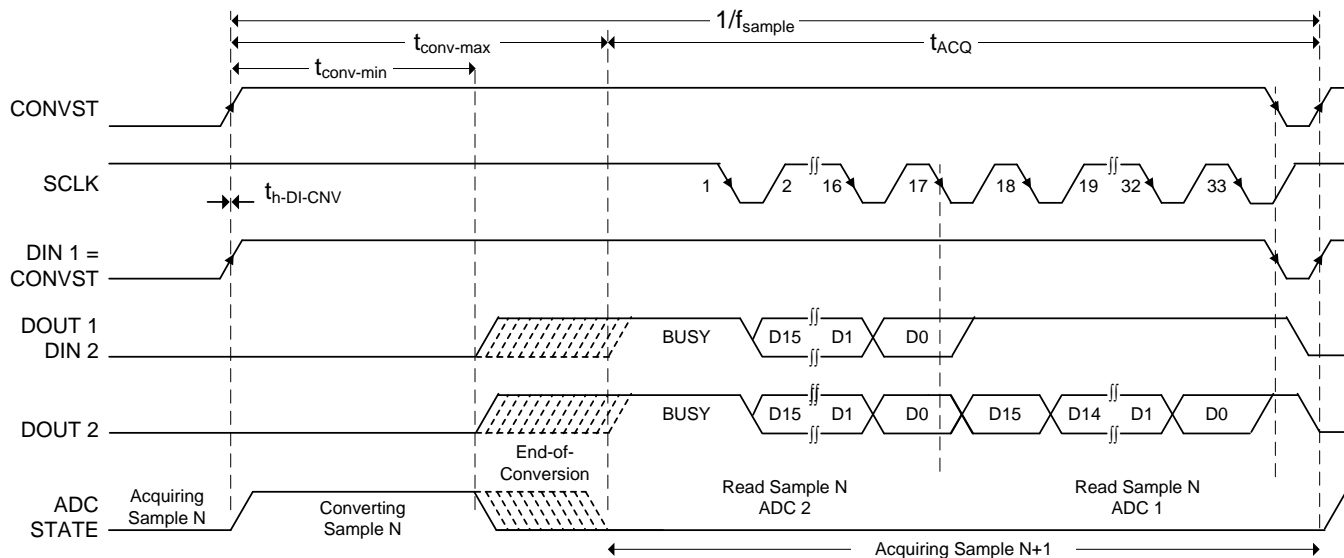 1/fsample
tconv-max
tACQ
tconv-min
CONVST
SCLK
1 2 ∫∫ 16 17 18 19 ∫∫ 32 33
th-DI-CNV
DIN 1 =
CONVST
DOUT 1
DIN 2
BUSY D15 ∫∫ D1 D0
DOUT 2
BUSY D15 ∫∫ D1 D0 D15 D14 ∫∫ D1 D0
End-of-
Conversion
ADC
STATE
Acquiring
Sample N
Converting
Sample N
Read Sample N
ADC 2
Read Sample N
ADC 1
Acquiring Sample N+1